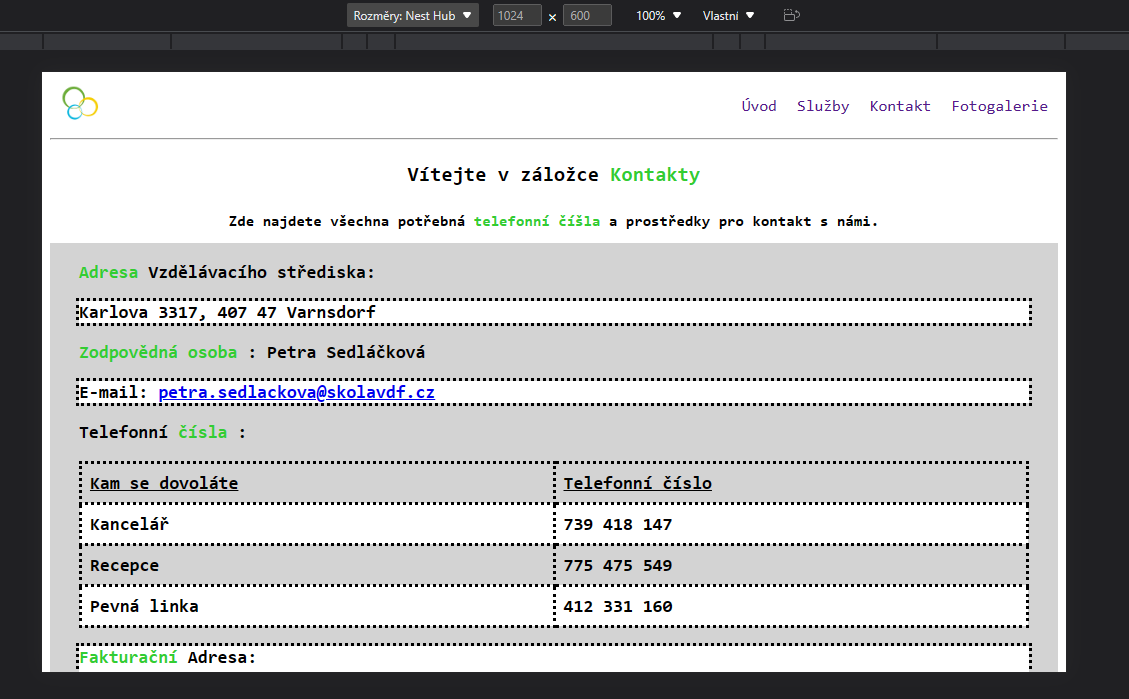 Rozměry: Nest Hub ▼ 1024 × 600 100% ▼ Vlastní ▼
Úvod Služby Kontakt Fotogalerie
Vítejte v záložce Kontakty
Zde najdete všechna potřebná telefonní číšla a prostředky pro kontakt s námi.
Adresa Vzdělávacího střediska:
Karlova 3317, 407 47 Varnsdorf
Zodpovědná osoba : Petra Sedláčková
E-mail: petra.sedlackova@skolavdf.cz
Telefonní čísla :
Kam se dovoláte Telefonní číslo
Kancelář 739 418 147
Recepce 775 475 549
Pevná linka 412 331 160
Fakturační Adresa: